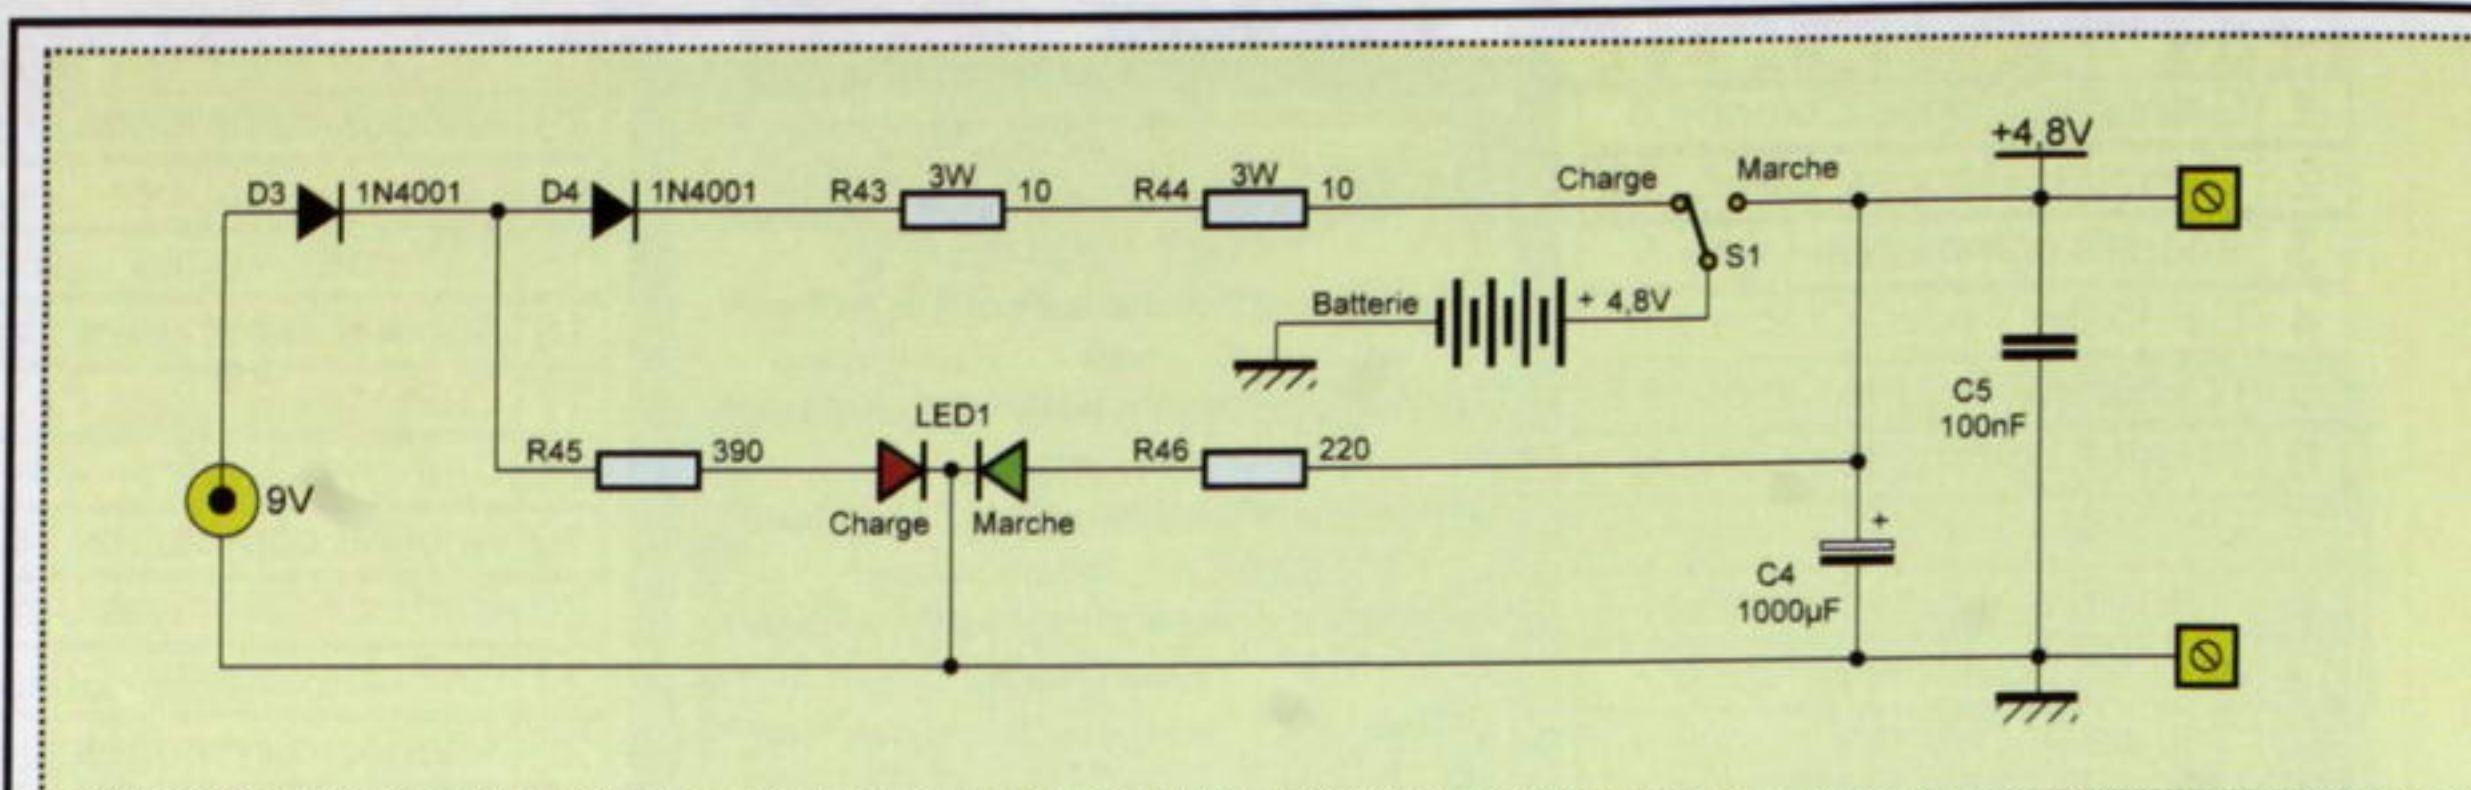 +4,8V
D3 1N4001 D4 1N4001 R43 3W 10 R44 3W 10 Charge Marche
S1
Batterie + 4,8V
C5
100nF
LED1
R45 390 R46 220
9V
Charge Marche
+
C4
1000µF